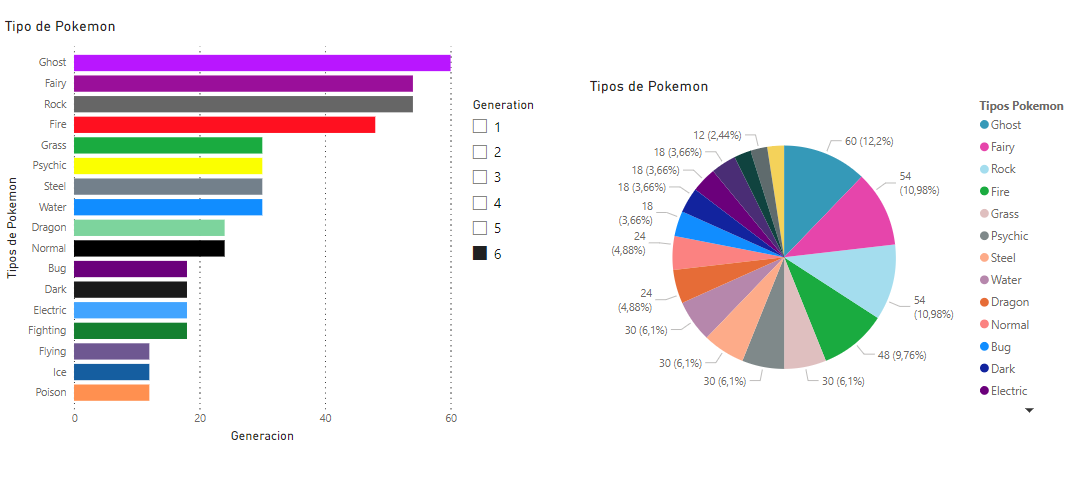 Tipo de Pokemon
Tipos de Pokemon
Ghost
Fairy
Rock
Fire
Grass
Psychic
Steel
Water
Dragon
Normal
Bug
Dark
Electric
Fighting
Flying
Ice
Poison
0
20
40
60
Generacion
Generation
1
2
3
4
5
6
Tipos de Pokemon
60 (12,2%)
54
(10,98%)
54
(10,98%)
48 (9,76%)
30 (6,1%)
30 (6,1%)
30 (6,1%)
30 (6,1%)
24
(4,88%)
24
(4,88%)
18
(3,66%)
18 (3,66%)
18 (3,66%)
18 (3,66%)
12 (2,44%)
Tipos Pokemon
Ghost
Fairy
Rock
Fire
Grass
Psychic
Steel
Water
Dragon
Normal
Bug
Dark
Electric